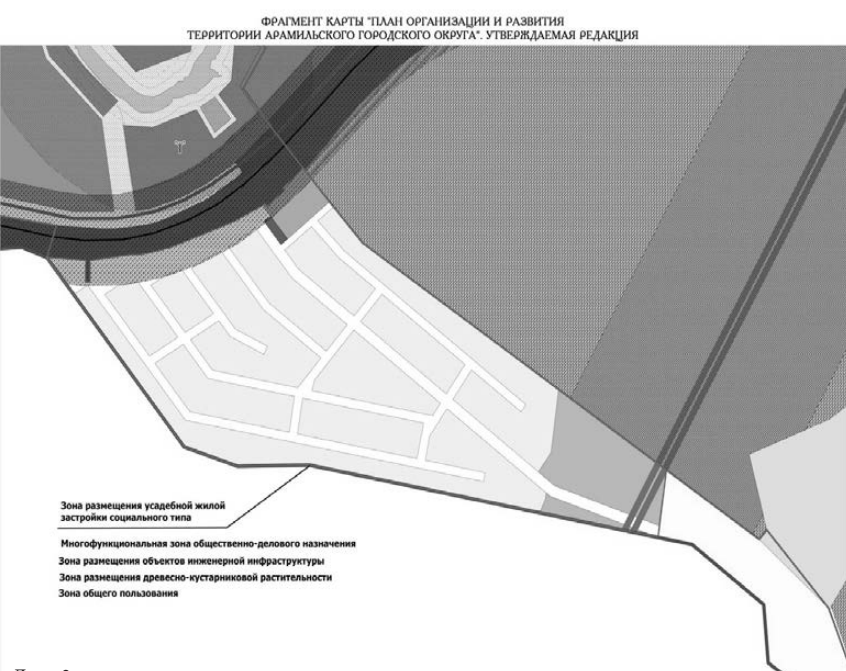 ФРАГМЕНТ КАРТЫ "ПЛАН ОРГАНИЗАЦИИ И РАЗВИТИЯ
ТЕРРИТОРИИ АРАМИЛЬСКОГО ГОРОДСКОГО ОКРУГА". УТВЕРЖДАЕМАЯ РЕДАКЦИЯ
Зона размещения усадебной жилой
застройки социального типа
Многофункциональная зона общественно-делового назначения
Зона размещения объектов инженерной инфраструктуры
Зона размещения древесно-кустарниковой растительности
Зона общего пользования